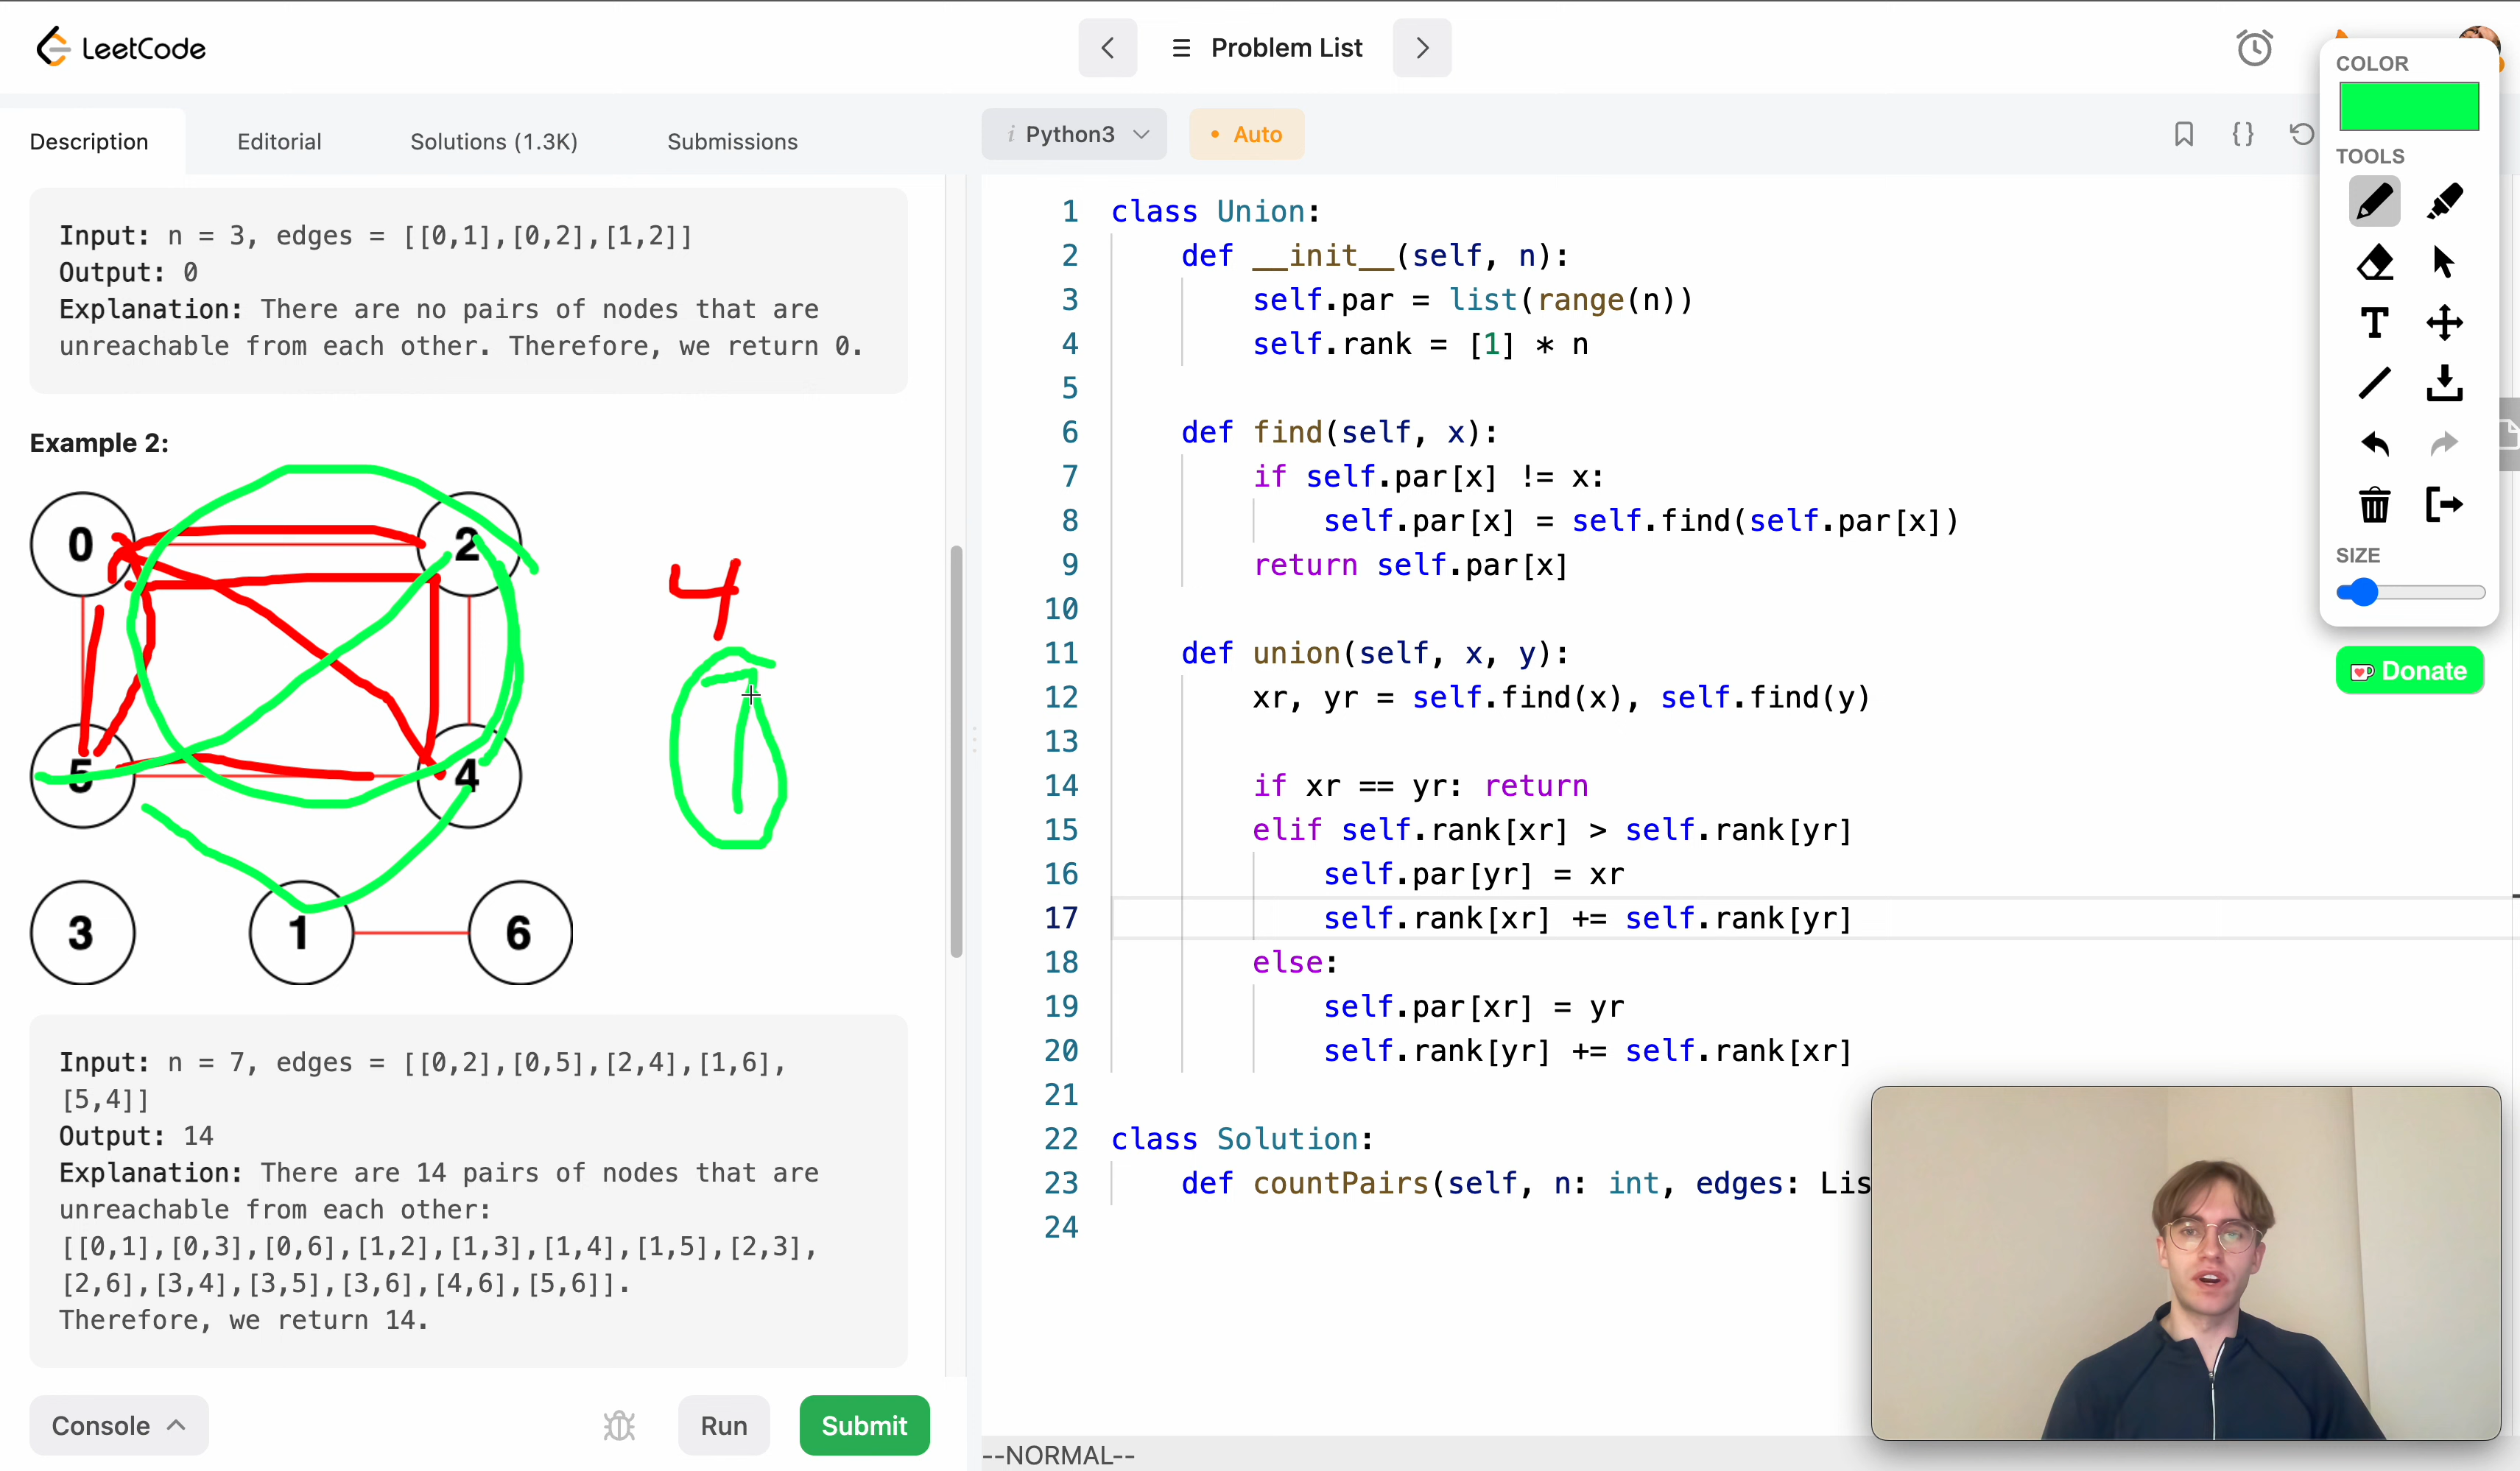 LeetCode
Problem List
Description
Editorial
Solutions (1.3K)
Submissions
Input: n = 3, edges = [[0,1],[0,2],[1,2]]
Output: 0
Explanation: There are no pairs of nodes that are
unreachable from each other. Therefore, we return 0.
Example 2:
0
2
5
4
3
1
6
4
Input: n = 7, edges = [[0,2],[0,5],[2,4],[1,6],
[5,4]]
Output: 14
Explanation: There are 14 pairs of nodes that are
unreachable from each other:
[[0,1],[0,3],[0,6],[1,2],[1,3],[1,4],[1,5],[2,3],
[2,6],[3,4],[3,5],[3,6],[4,6],[5,6]].
Therefore, we return 14.
Console
Run
Submit
i Python3
• Auto
1 class Union:
2 def __init__(self, n):
3 self.par = list(range(n))
4 self.rank = [1] * n
5
6 def find(self, x):
7 if self.par[x] != x:
8 self.par[x] = self.find(self.par[x])
9 return self.par[x]
10
11 def union(self, x, y):
12 xr, yr = self.find(x), self.find(y)
13
14 if xr == yr: return
15 elif self.rank[xr] > self.rank[yr]
16 self.par[yr] = xr
17 self.rank[xr] += self.rank[yr]
18 else:
19 self.par[xr] = yr
20 self.rank[yr] += self.rank[xr]
21
22 class Solution:
23 def countPairs(self, n: int, edges: Lis
24
--NORMAL--
COLOR
TOOLS
T
SIZE
Donate